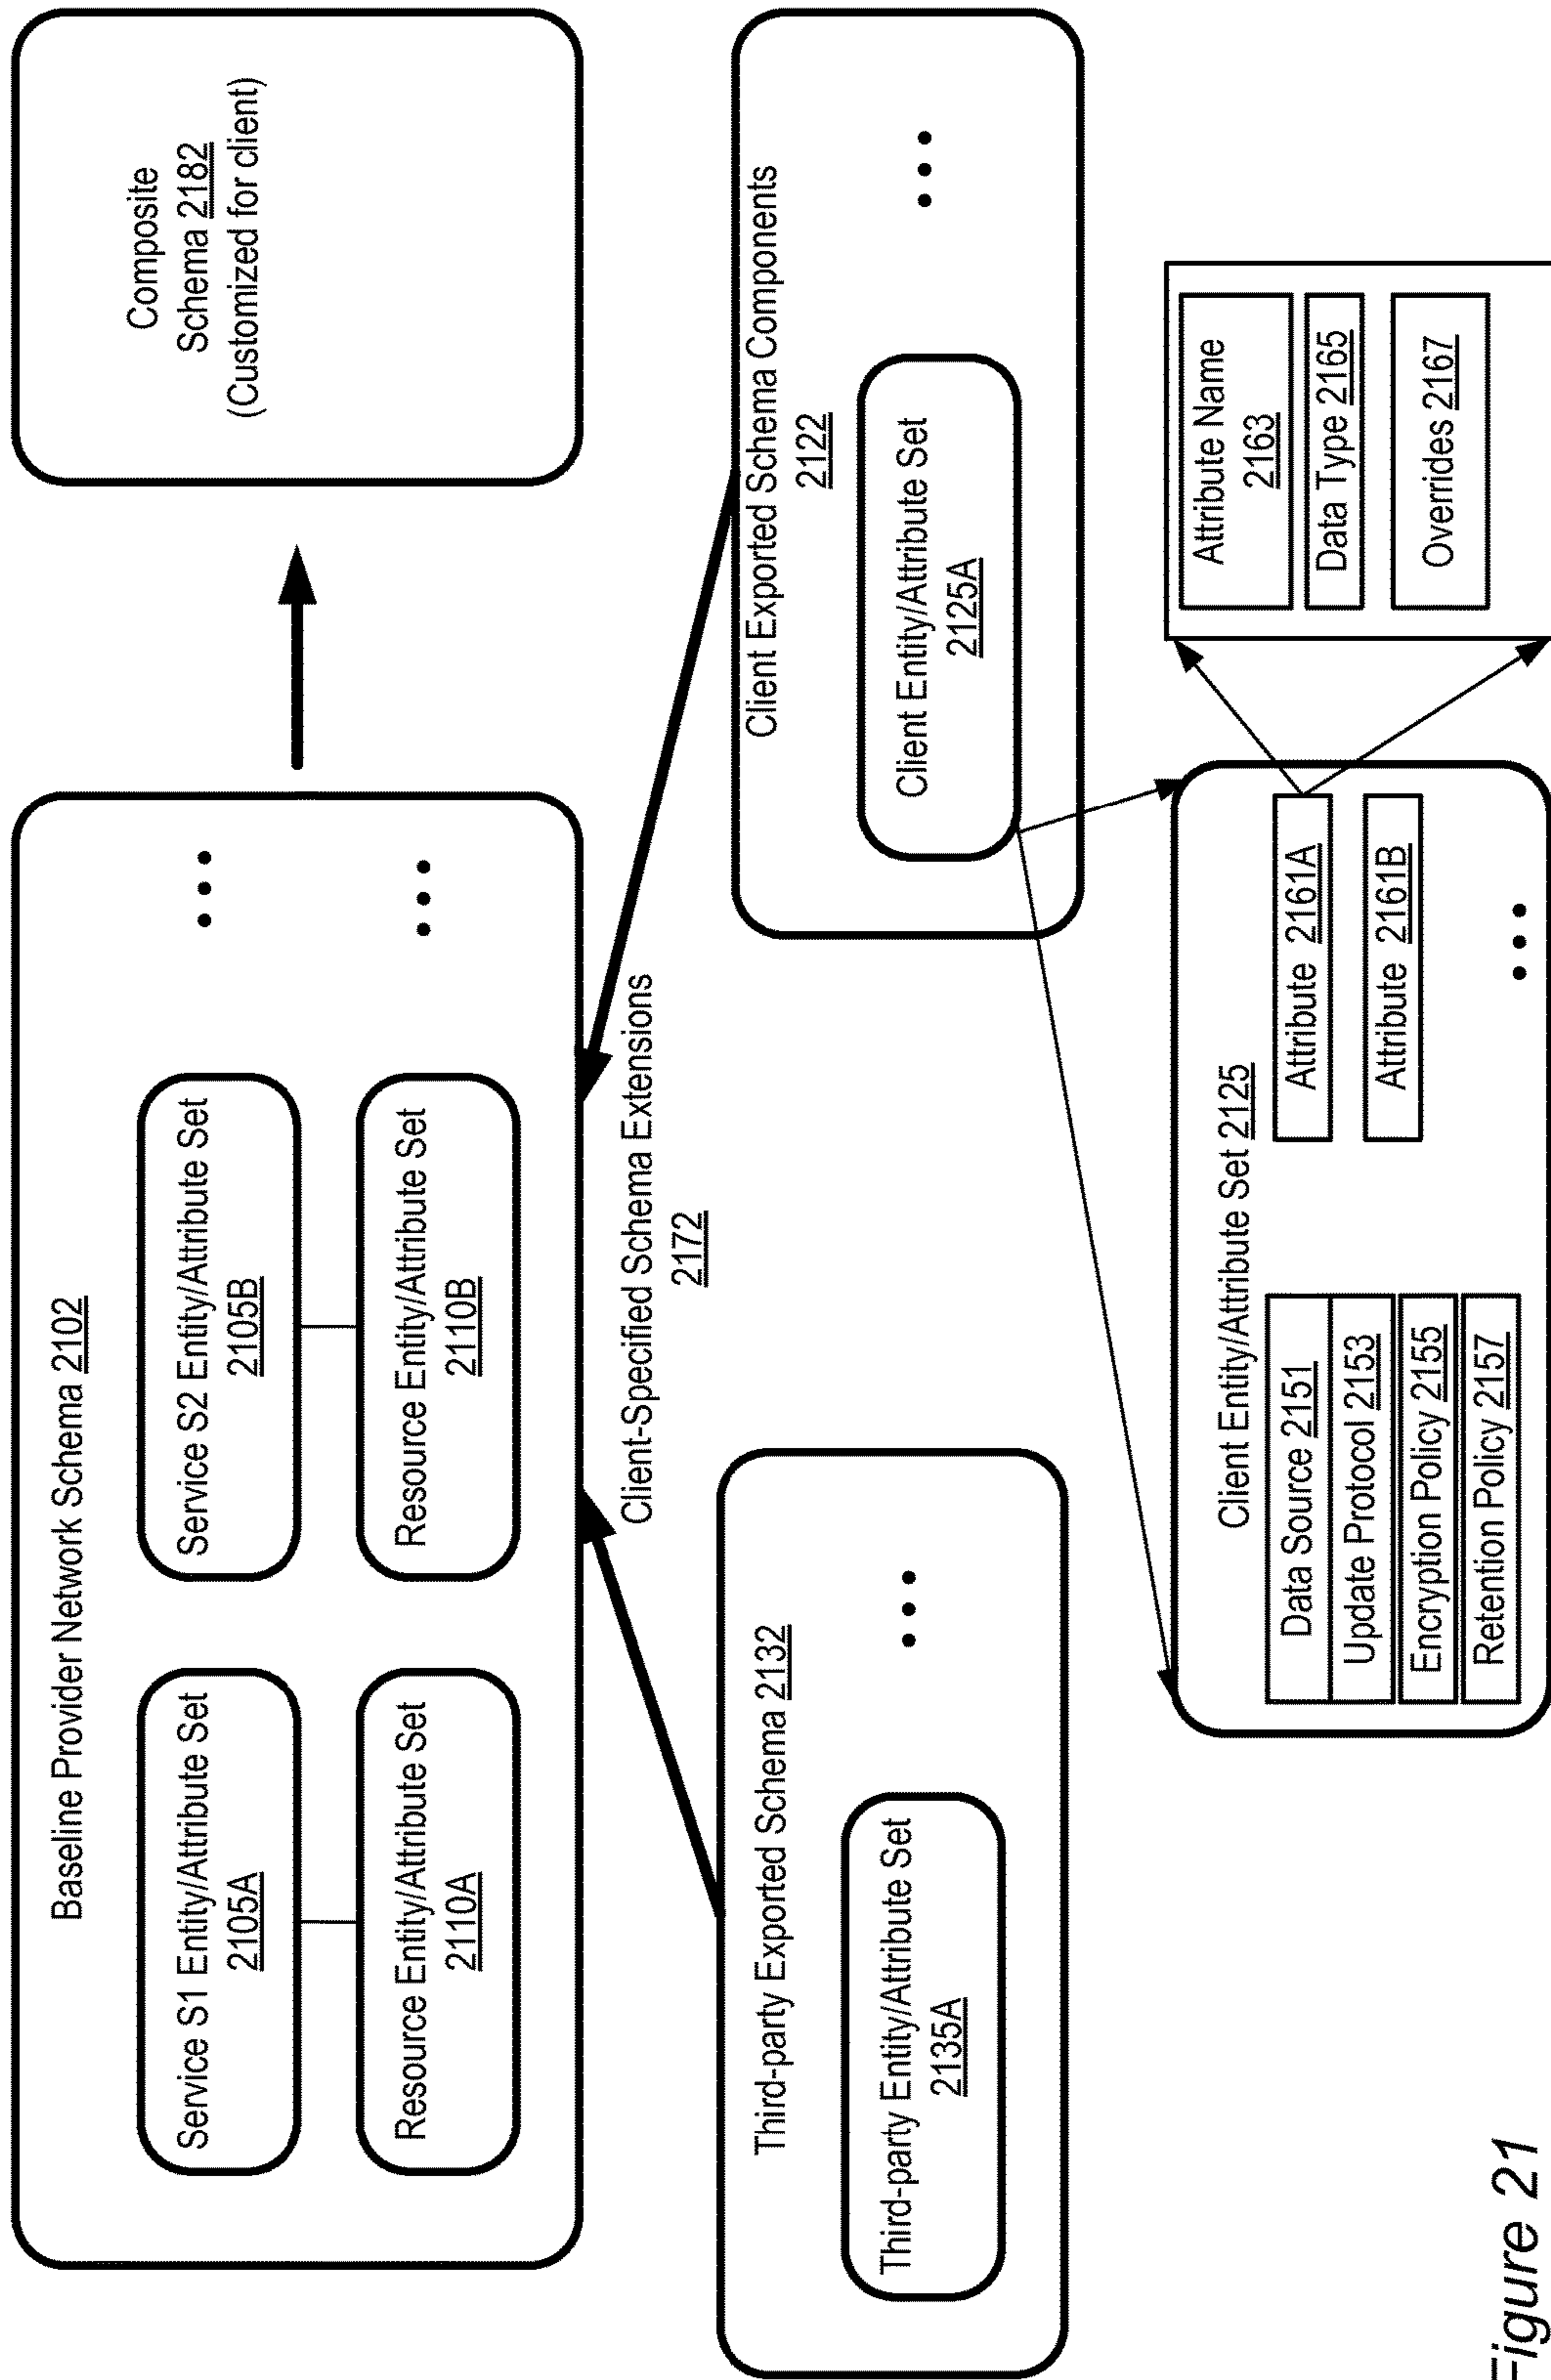 Baseline Provider Network Schema 2102
Service S1 Entity/Attribute Set
2105A
Service S2 Entity/Attribute Set
2105B
Resource Entity/Attribute Set
2110A
Resource Entity/Attribute Set
2110B
Composite
Schema 2182
(Customized for client)
Client-Specified Schema Extensions
2172
Third-party Exported Schema 2132
Third-party Entity/Attribute Set
2135A
Client Exported Schema Components
2122
Client Entity/Attribute Set
2125A
Client Entity/Attribute Set 2125
Data Source 2151
Update Protocol 2153
Encryption Policy 2155
Retention Policy 2157
Attribute 2161A
Attribute 2161B
Attribute Name
2163
Data Type 2165
Overrides 2167
Figure 21